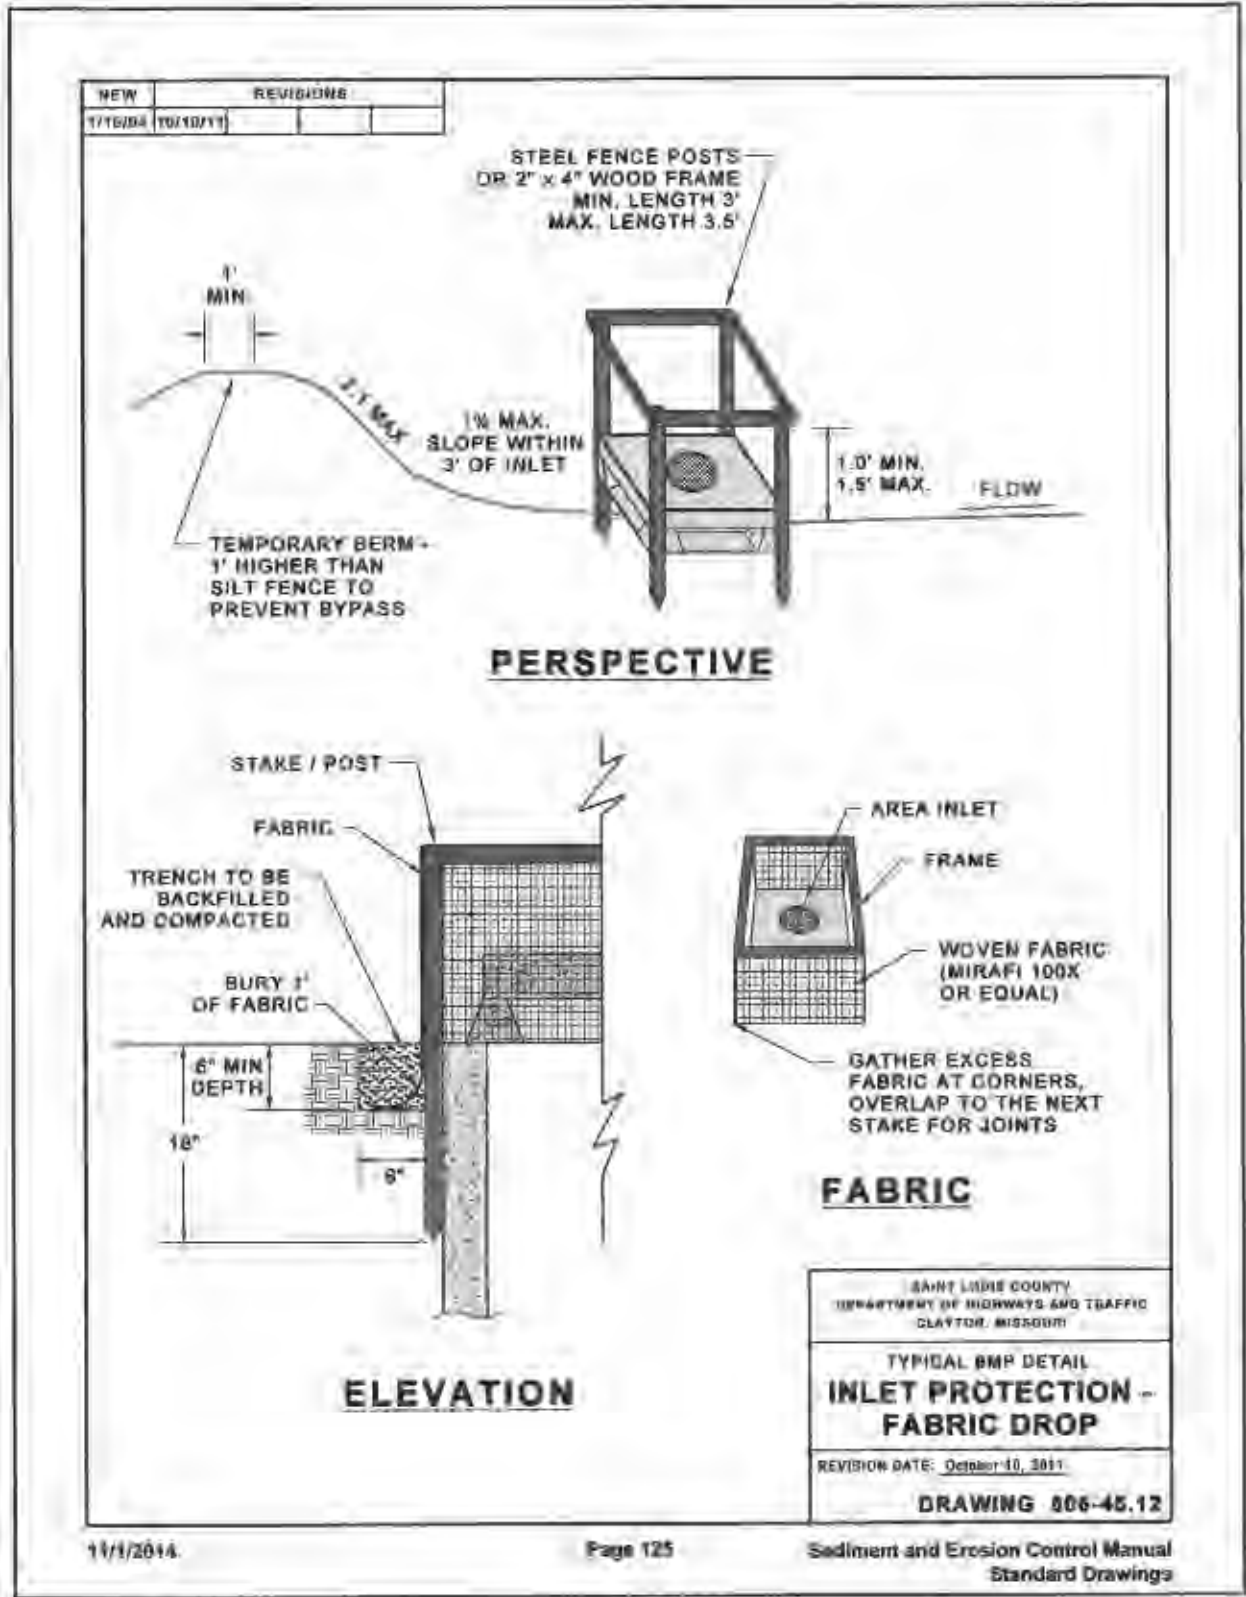 NEW REVISIONS
10/10/11
STEEL FENCE POSTS
OR 2" x 4" WOOD FRAME
MIN. LENGTH 3'
MAX. LENGTH 3.5'
1'
MIN.
MAX
1% MAX.
SLOPE WITHIN
3' OF INLET
1.0' MIN.
1.5' MAX.
FLOW
TEMPORARY BERM -
1' HIGHER THAN
SILT FENCE TO
PREVENT BYPASS
PERSPECTIVE
STAKE / POST
FABRIC
TRENCH TO BE
BACKFILLED
AND COMPACTED
BURY 1'
OF FABRIC
6" MIN
DEPTH
18"
6"
ELEVATION
AREA INLET
FRAME
WOVEN FABRIC
(MIRAFI 100X
OR EQUAL)
GATHER EXCESS
FABRIC AT CORNERS,
OVERLAP TO THE NEXT
STAKE FOR JOINTS
FABRIC
SAINT LOUIS COUNTY
DEPARTMENT OF HIGHWAYS AND TRAFFIC
CLAYTON, MISSOURI
TYPICAL BMP DETAIL
INLET PROTECTION -
FABRIC DROP
REVISION DATE: October 10, 2011
DRAWING 806-45.12
11/1/2014
Page 125
Sediment and Erosion Control Manual
Standard Drawings